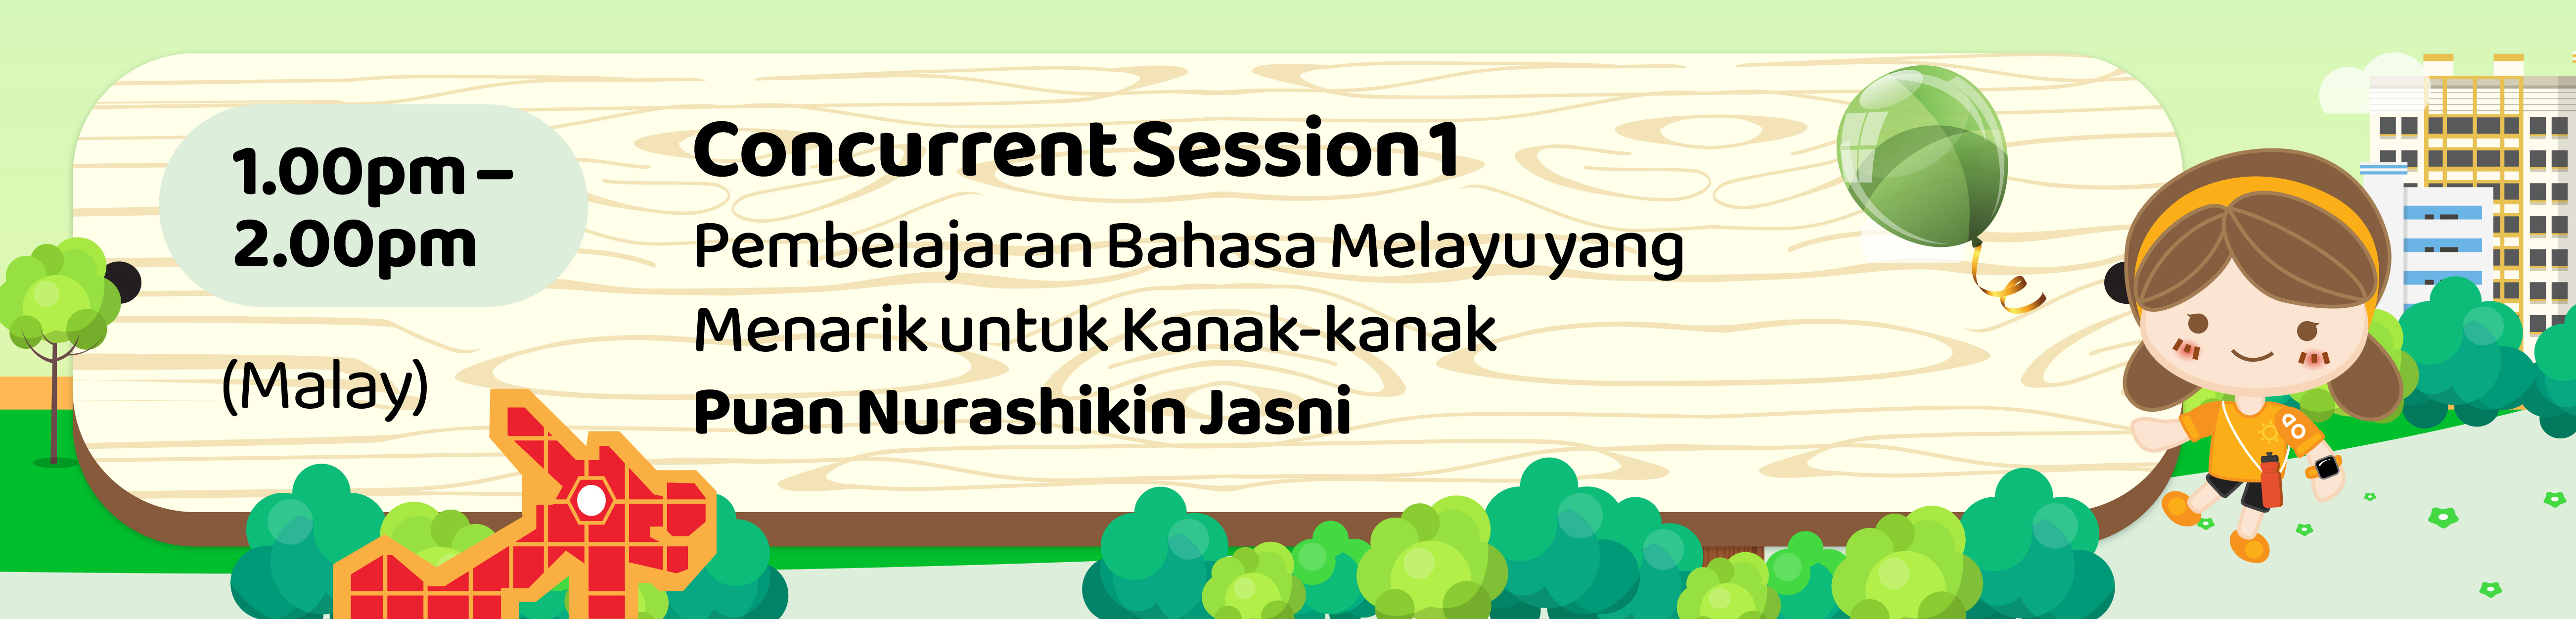 1.00pm –
2.00pm
(Malay)
Concurrent Session 1
Pembelajaran Bahasa Melayu yang
Menarik untuk Kanak-kanak
Puan Nurashikin Jasni